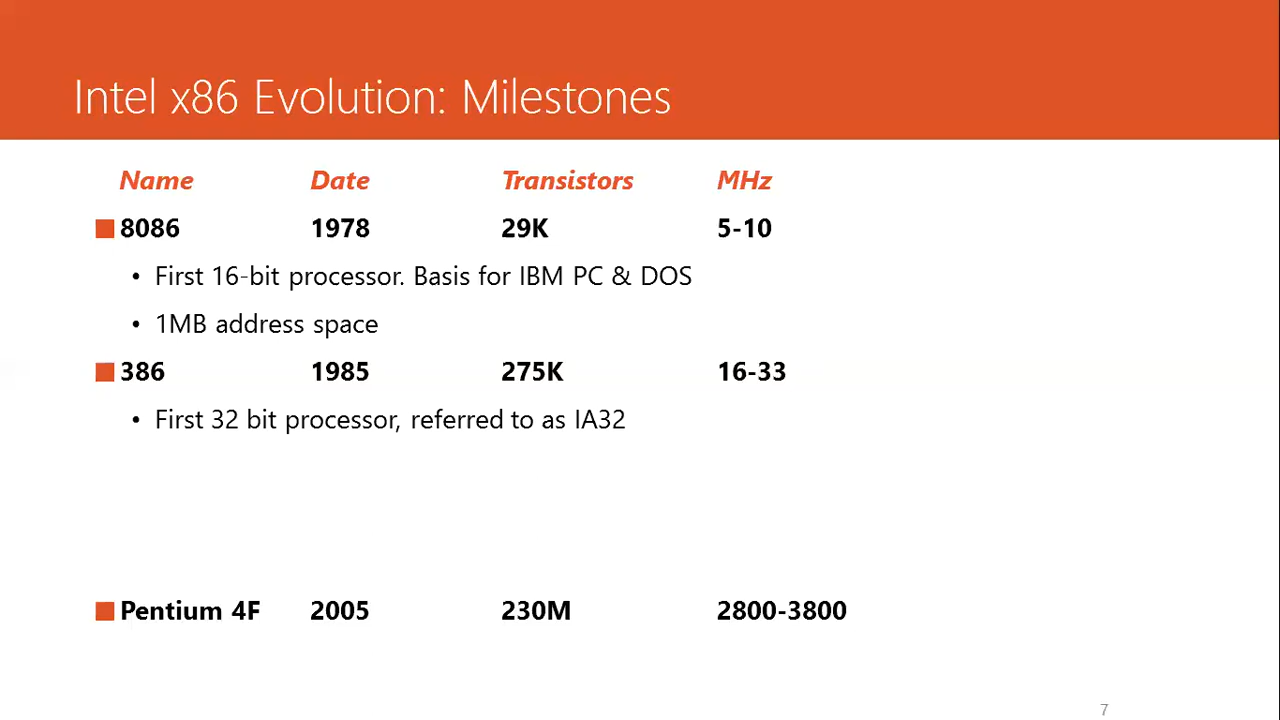 Intel x86 Evolution: Milestones
Name Date Transistors MHz
8086 1978 29K 5-10
• First 16-bit processor. Basis for IBM PC & DOS
• 1MB address space
386 1985 275K 16-33
• First 32 bit processor, referred to as IA32
Pentium 4F 2005 230M 2800-3800
7